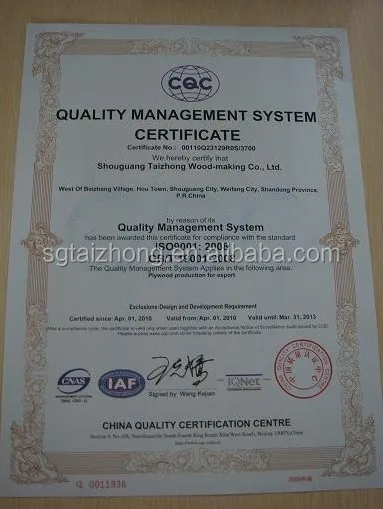 CQC
QUALITY MANAGEMENT SYSTEM
CERTIFICATE
Certificate No.: 00110Q23129R0S/3700
We hereby certify that
Shouguang Taizhong Wood-making Co., Ltd.
West Of Beizhang Village, Hou Town, Shouguang City, Weifang City, Shandong Province,
P.R.China
by reason of its
Quality Management System
has been awarded this certificate for compliance with the standard
ISO9001: 2008
sgtaizhong
The Quality Management System Applies in the following area:
Plywood production for export
Exclusions: Design and Development Requirement
Certified since: Apr. 01, 2010 Valid from: Apr. 01, 2010 Valid until: Mar. 31, 2013
CNAS
MANAGEMENT SYSTEM
IAF
Signed by: Wang Kejiao
IQNet
CHINA QUALITY CERTIFICATION CENTRE
Q 0011936